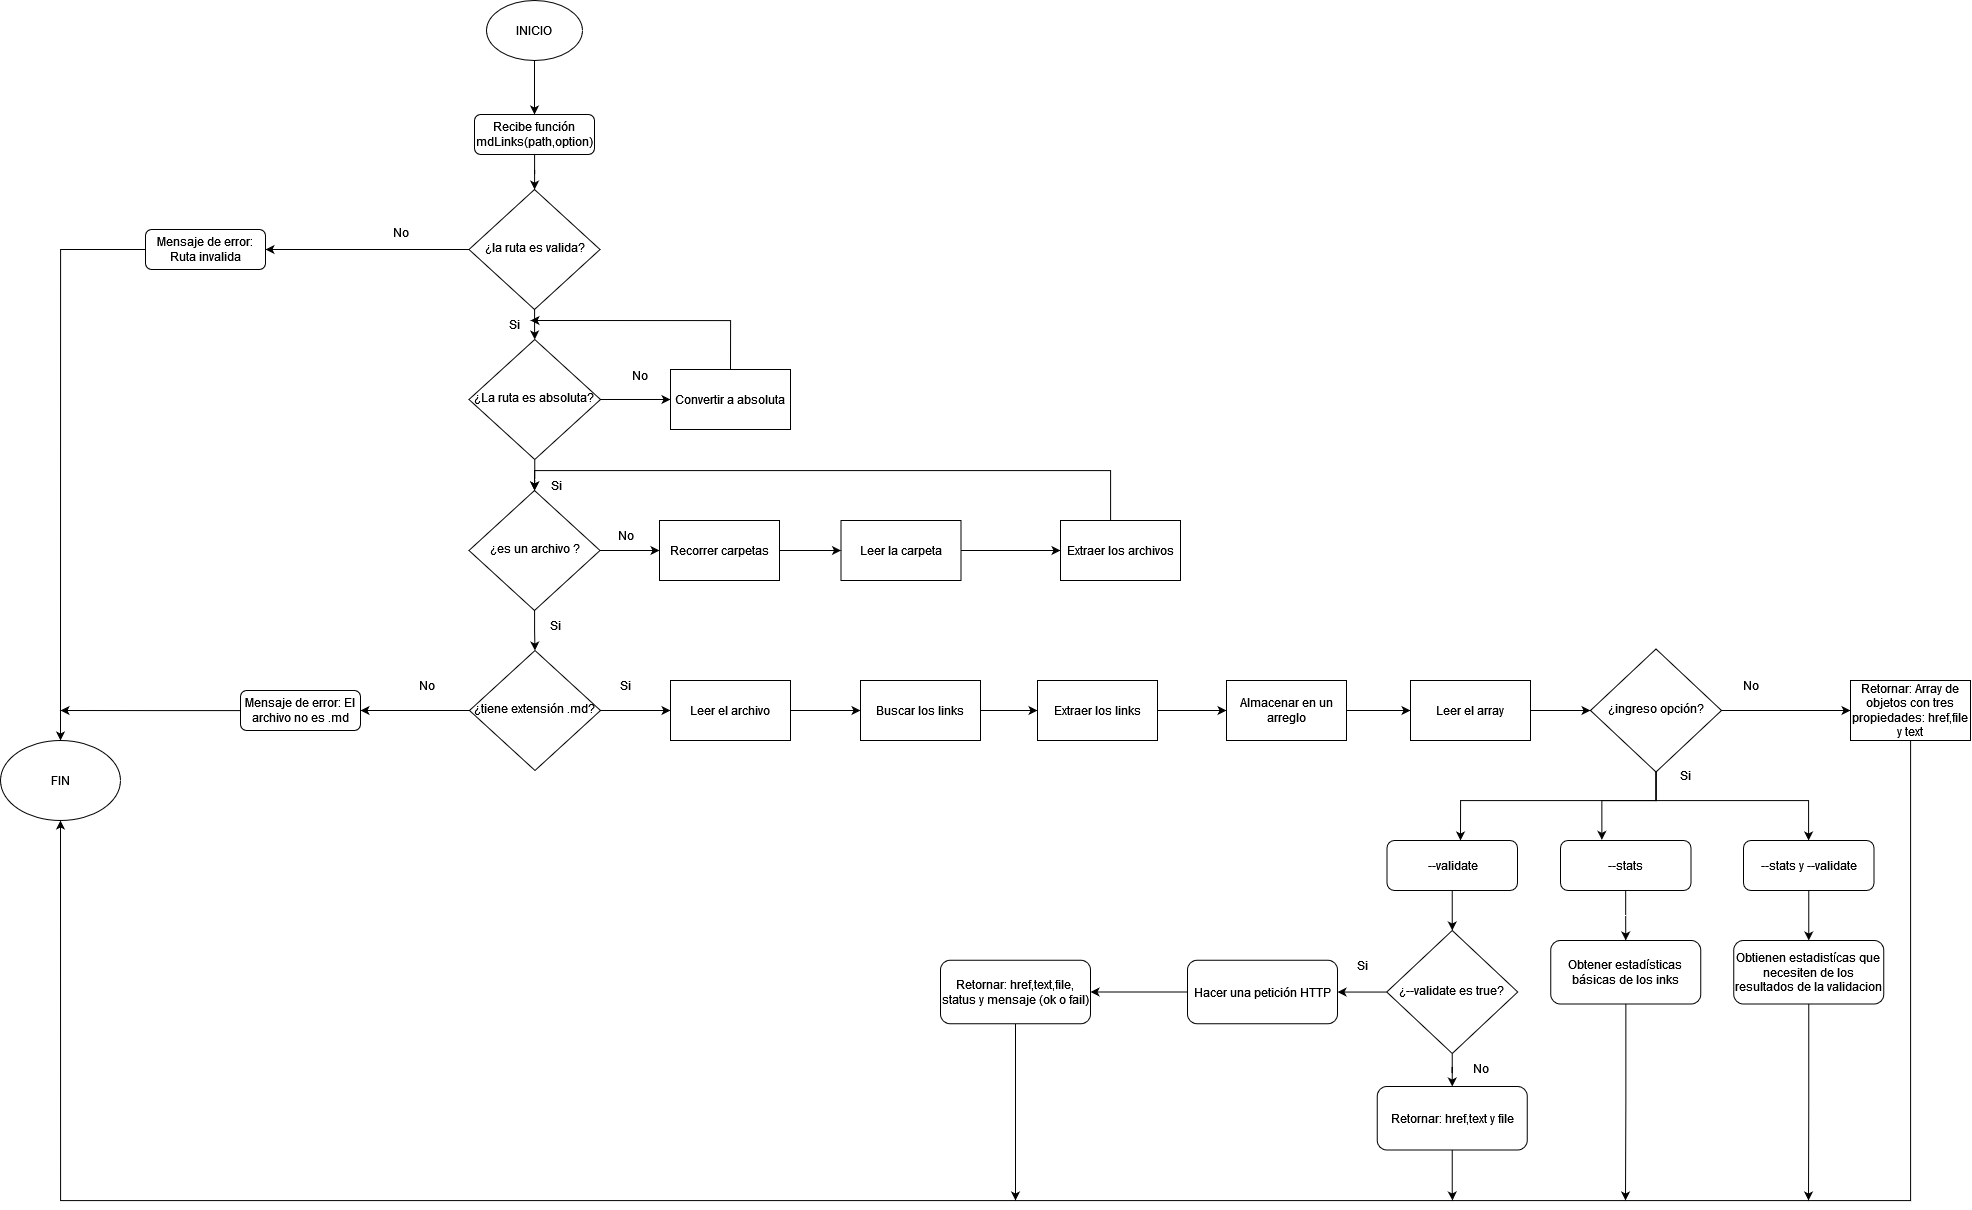 INICIO
Recibe función
mdLinks(path,option)
¿la ruta es valida?
No
Mensaje de error:
Ruta invalida
Si
¿La ruta es absoluta?
No
Convertir a absoluta
Si
¿es un archivo ?
No
Recorrer carpetas
Leer la carpeta
Extraer los archivos
Si
¿tiene extensión .md?
No
Mensaje de error: El
archivo no es .md
FIN
Si
Leer el archivo
Buscar los links
Extraer los links
Almacenar en un
arreglo
Leer el array
¿ingreso opción?
No
Retornar: Array de
objetos con tres
propiedades: href,file
y text
Si
--validate
--stats
--stats y --validate
¿--validate es true?
Si
Hacer una petición HTTP
Retornar: href,text,file,
status y mensaje (ok o fail)
No
Retornar: href,text y file
Obtener estadísticas
básicas de los inks
Obtienen estadistícas que
necesiten de los
resultados de la validacion